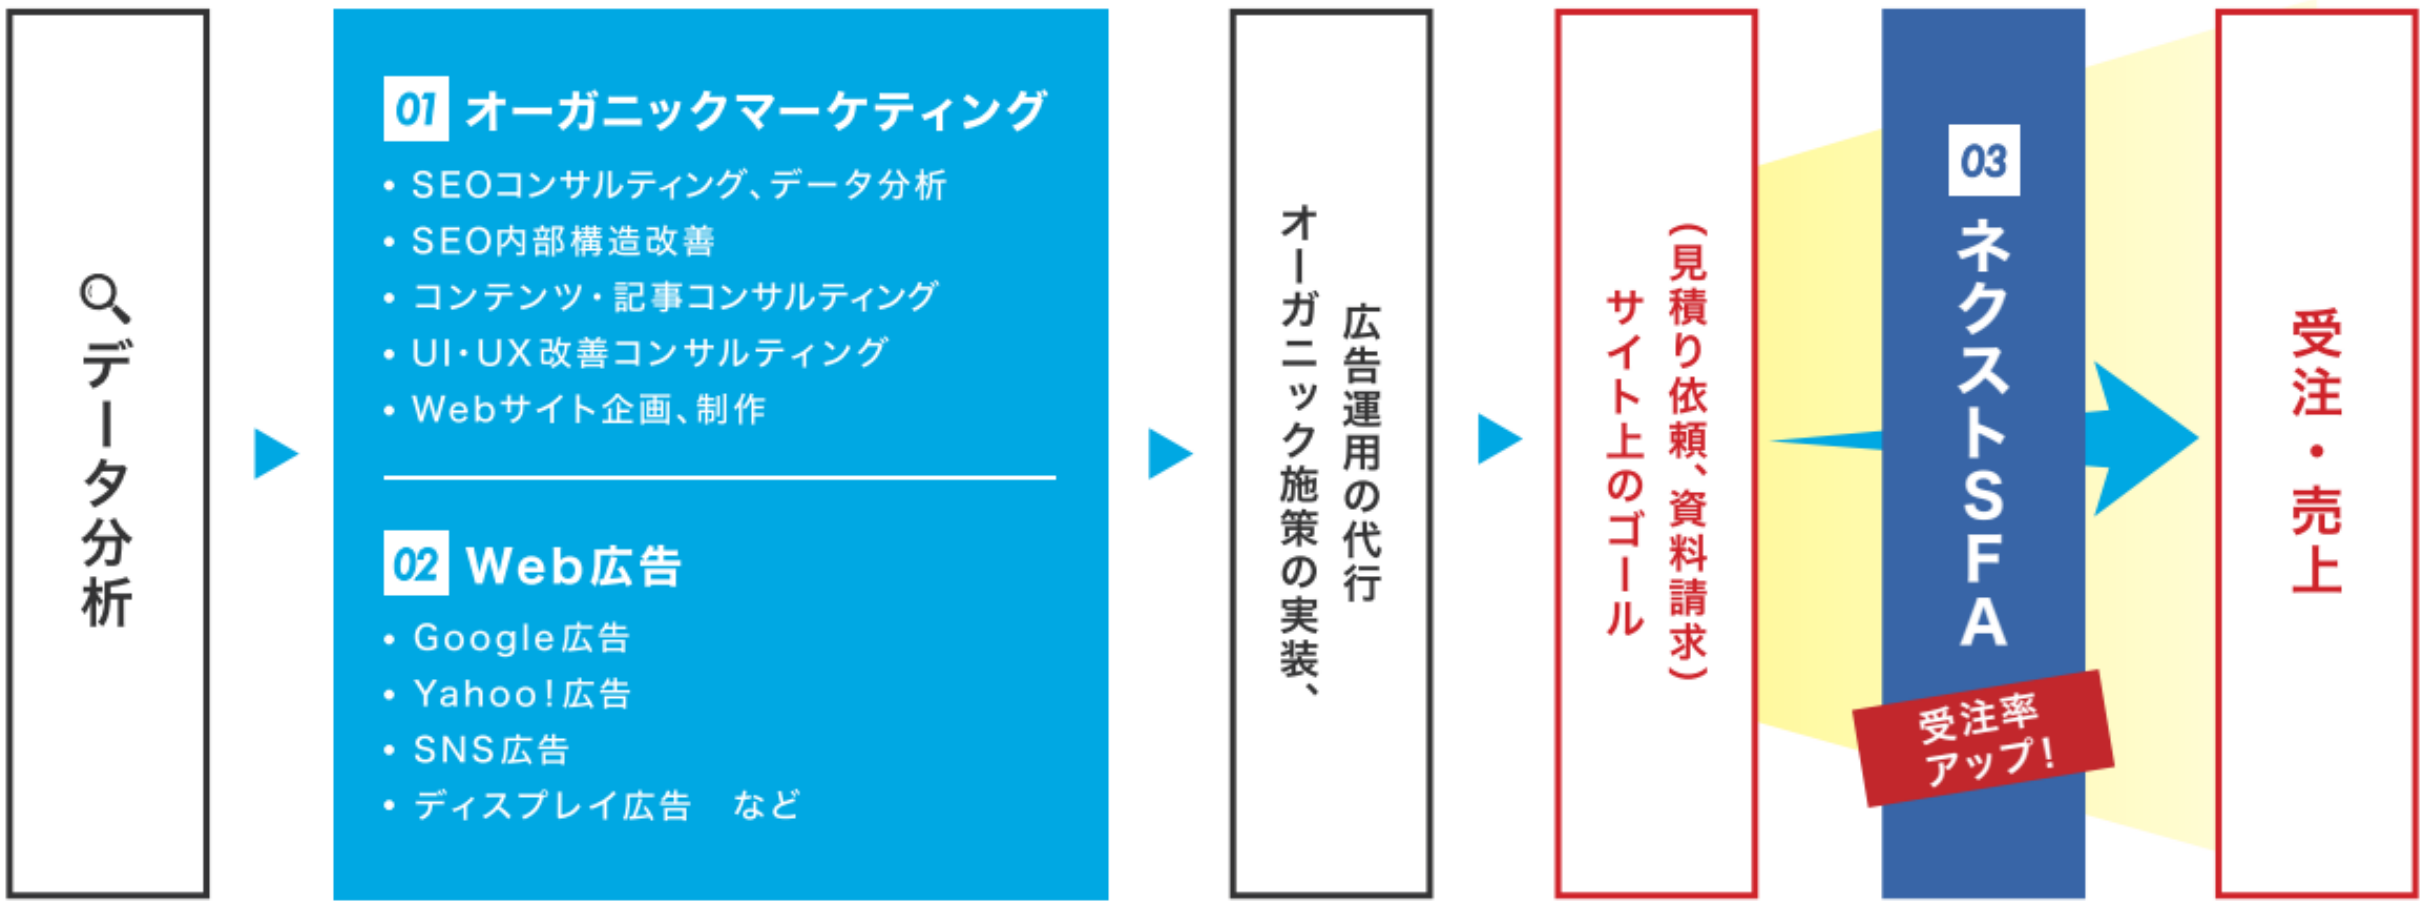 データ分析
01 オーガニックマーケティング
• SEOコンサルティング、データ分析
• SEO内部構造改善
• コンテンツ・記事コンサルティング
• UI・UX改善コンサルティング
• Webサイト企画、制作
02 Web広告
• Google広告
• Yahoo!広告
• SNS広告
• ディスプレイ広告　など
オーガニック施策の実装、
広告運用の代行
サイト上のゴール
(見積り依頼、資料請求)
03
ネクストSFA
受注率
アップ!
受注・売上